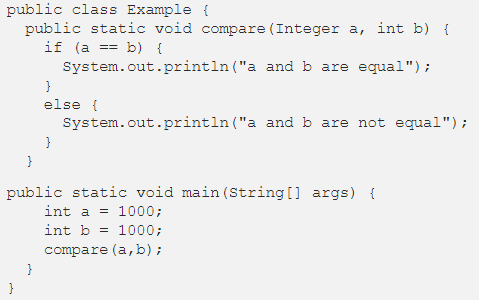 public class Example {
  public static void compare(Integer a, int b) {
    if (a == b) {
      System.out.println("a and b are equal");
    }
    else {
      System.out.println("a and b are not equal");
    }
  }
public static void main(String[] args) {
    int a = 1000;
    int b = 1000;
    compare(a,b);
  }
}